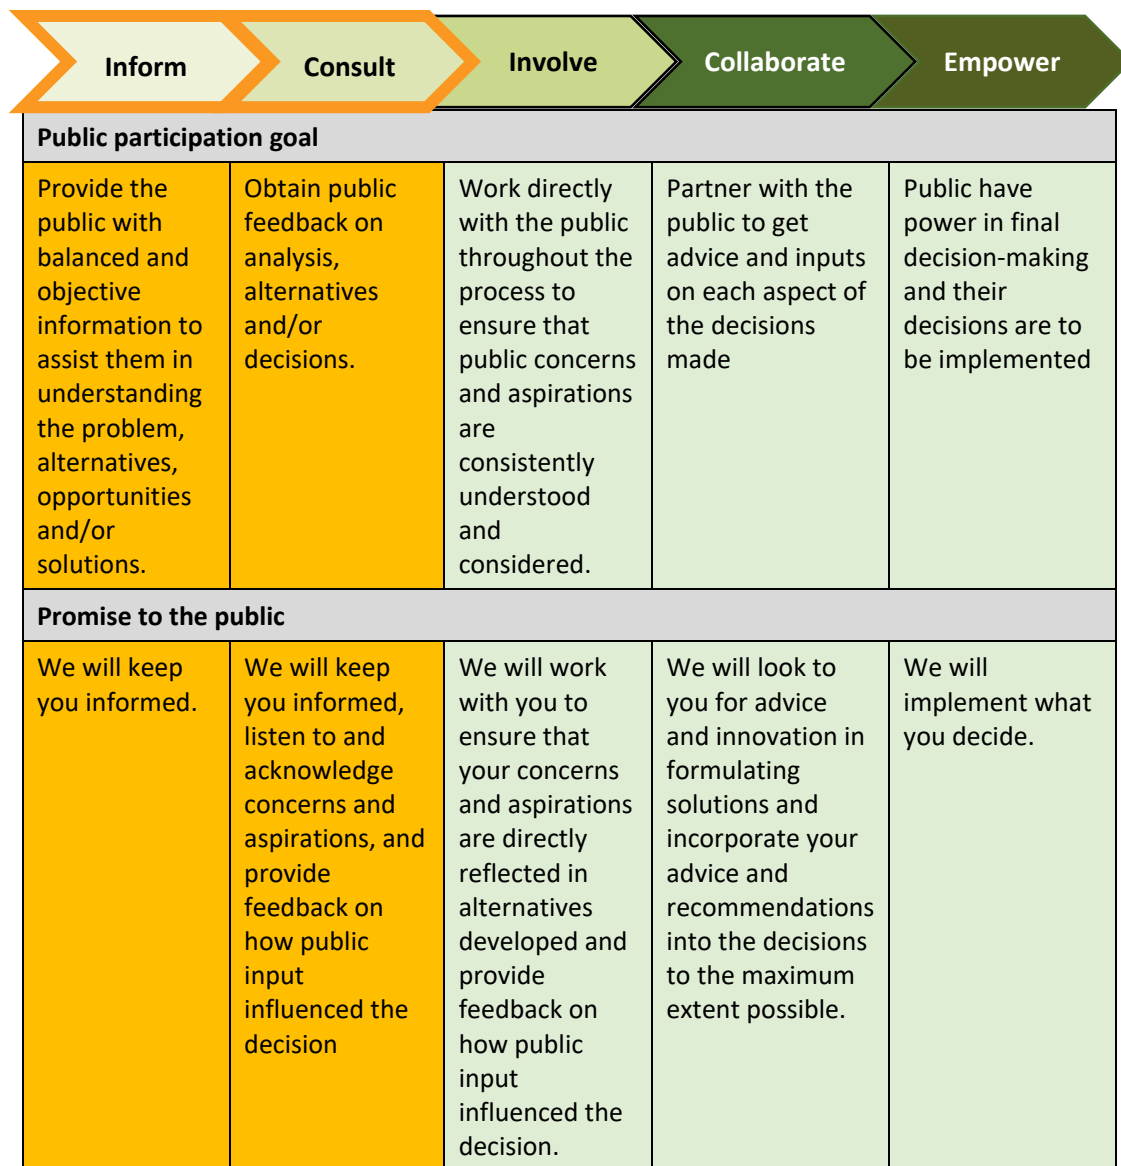 Inform
Consult
Involve
Collaborate
Empower
Public participation goal
Provide the
public with
balanced and
objective
information to
assist them in
understanding
the problem,
alternatives,
opportunities
and/or
solutions.
Obtain public
feedback on
analysis,
alternatives
and/or
decisions.
Work directly
with the public
throughout the
process to
ensure that
public concerns
and aspirations
are
consistently
understood
and
considered.
Partner with the
public to get
advice and inputs
on each aspect of
the decisions
made
Public have
power in final
decision-making
and their
decisions are to
be implemented
Promise to the public
We will keep
you informed.
We will keep
you informed,
listen to and
acknowledge
concerns and
aspirations, and
provide
feedback on
how public
input
influenced the
decision
We will work
with you to
ensure that
your concerns
and aspirations
are directly
reflected in
alternatives
developed and
provide
feedback on
how public
input
influenced the
decision.
We will look to
you for advice
and innovation in
formulating
solutions and
incorporate your
advice and
recommendations
into the decisions
to the maximum
extent possible.
We will
implement what
you decide.